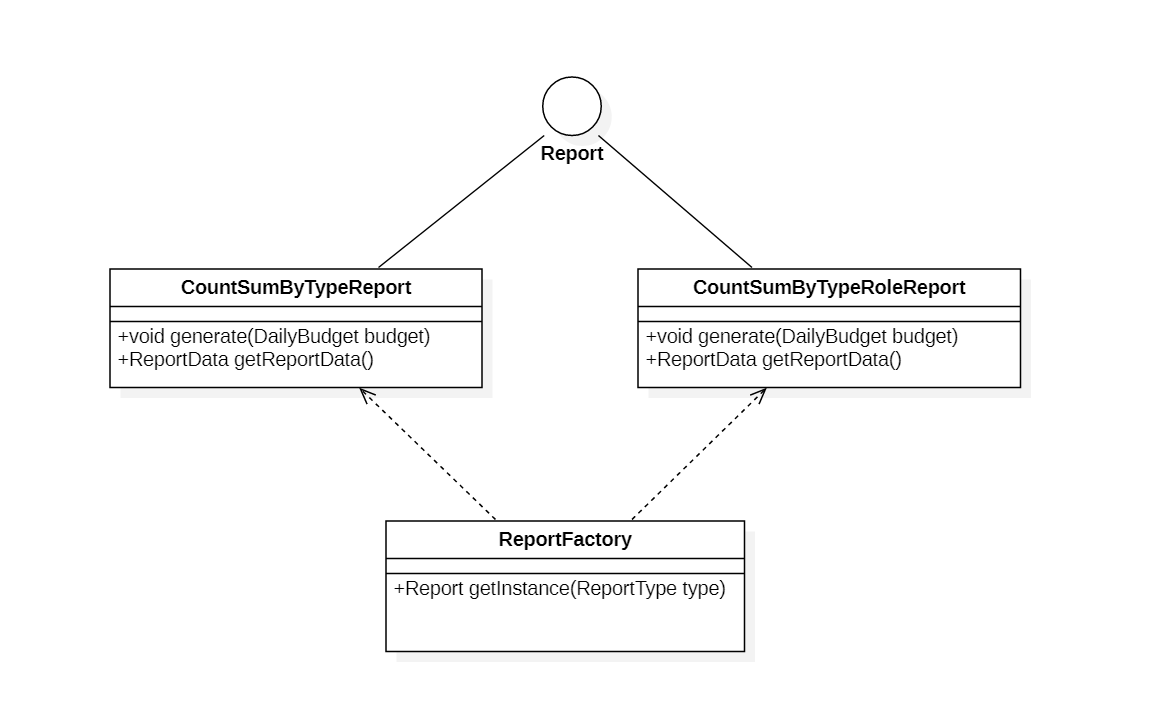 Report
CountSumByTypeReport
+void generate(DailyBudget budget)
+ReportData getReportData()
CountSumByTypeRoleReport
+void generate(DailyBudget budget)
+ReportData getReportData()
ReportFactory
+Report getInstance(ReportType type)